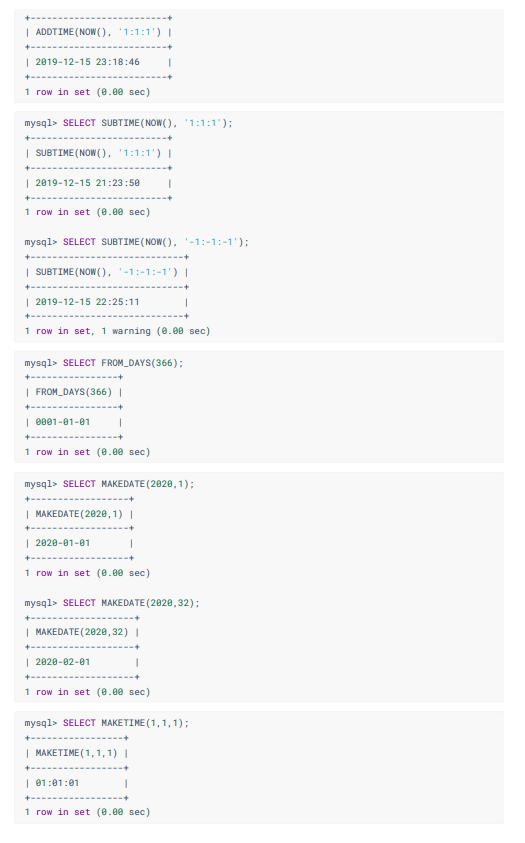 +-------------------------+
| ADDTIME(NOW(), '1:1:1') |
+-------------------------+
| 2019-12-15 23:18:46     |
+-------------------------+
1 row in set (0.00 sec)
mysql> SELECT SUBTIME(NOW(), '1:1:1');
+-------------------------+
| SUBTIME(NOW(), '1:1:1') |
+-------------------------+
| 2019-12-15 21:23:50     |
+-------------------------+
1 row in set (0.00 sec)
mysql> SELECT SUBTIME(NOW(), '-1:-1:-1');
+----------------------------+
| SUBTIME(NOW(), '-1:-1:-1') |
+----------------------------+
| 2019-12-15 22:25:11        |
+----------------------------+
1 row in set, 1 warning (0.00 sec)
mysql> SELECT FROM_DAYS(366);
+----------------+
| FROM_DAYS(366) |
+----------------+
| 0001-01-01     |
+----------------+
1 row in set (0.00 sec)
mysql> SELECT MAKEDATE(2020,1);
+------------------+
| MAKEDATE(2020,1) |
+------------------+
| 2020-01-01       |
+------------------+
1 row in set (0.00 sec)
mysql> SELECT MAKEDATE(2020,32);
+-------------------+
| MAKEDATE(2020,32) |
+-------------------+
| 2020-02-01        |
+-------------------+
1 row in set (0.00 sec)
mysql> SELECT MAKETIME(1,1,1);
+-----------------+
| MAKETIME(1,1,1) |
+-----------------+
| 01:01:01        |
+-----------------+
1 row in set (0.00 sec)